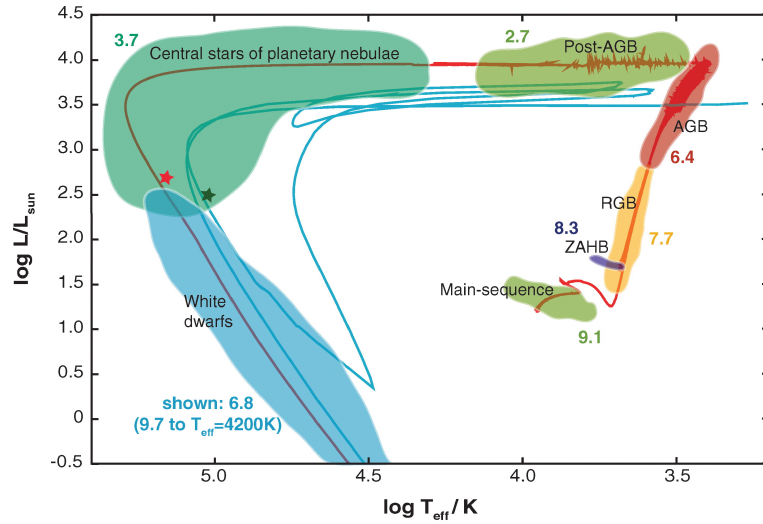 4.5
4.0
3.5
3.0
2.5
2.0
1.5
1.0
0.5
0
-0.5
log L/Lsun
3.7
Central stars of planetary nebulae
2.7
Post-AGB
AGB
6.4
RGB
8.3
ZAHB
7.7
Main-sequence
9.1
White
dwarfs
shown: 6.8
(9.7 to Teff=4200K)
5.0 4.5 4.0 3.5
log Teff / K